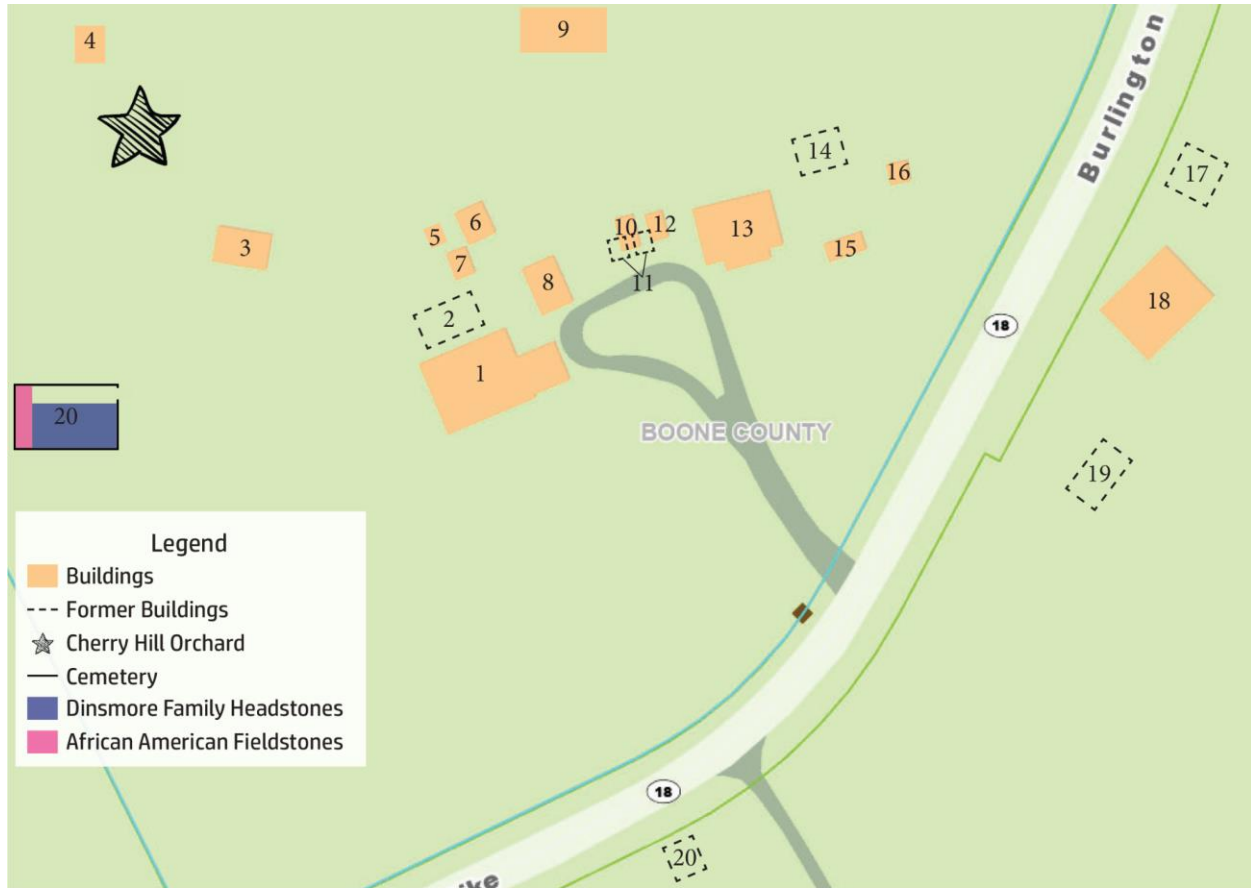 4
9
Burlington
14
16
17
10
12
6
5
13
3
7
15
8
11
18
18
2
1
20
BOONE COUNTY
19
Legend
Buildings
Former Buildings
Cherry Hill Orchard
Cemetery
Dinsmore Family Headstones
African American Fieldstones
18
20
ike